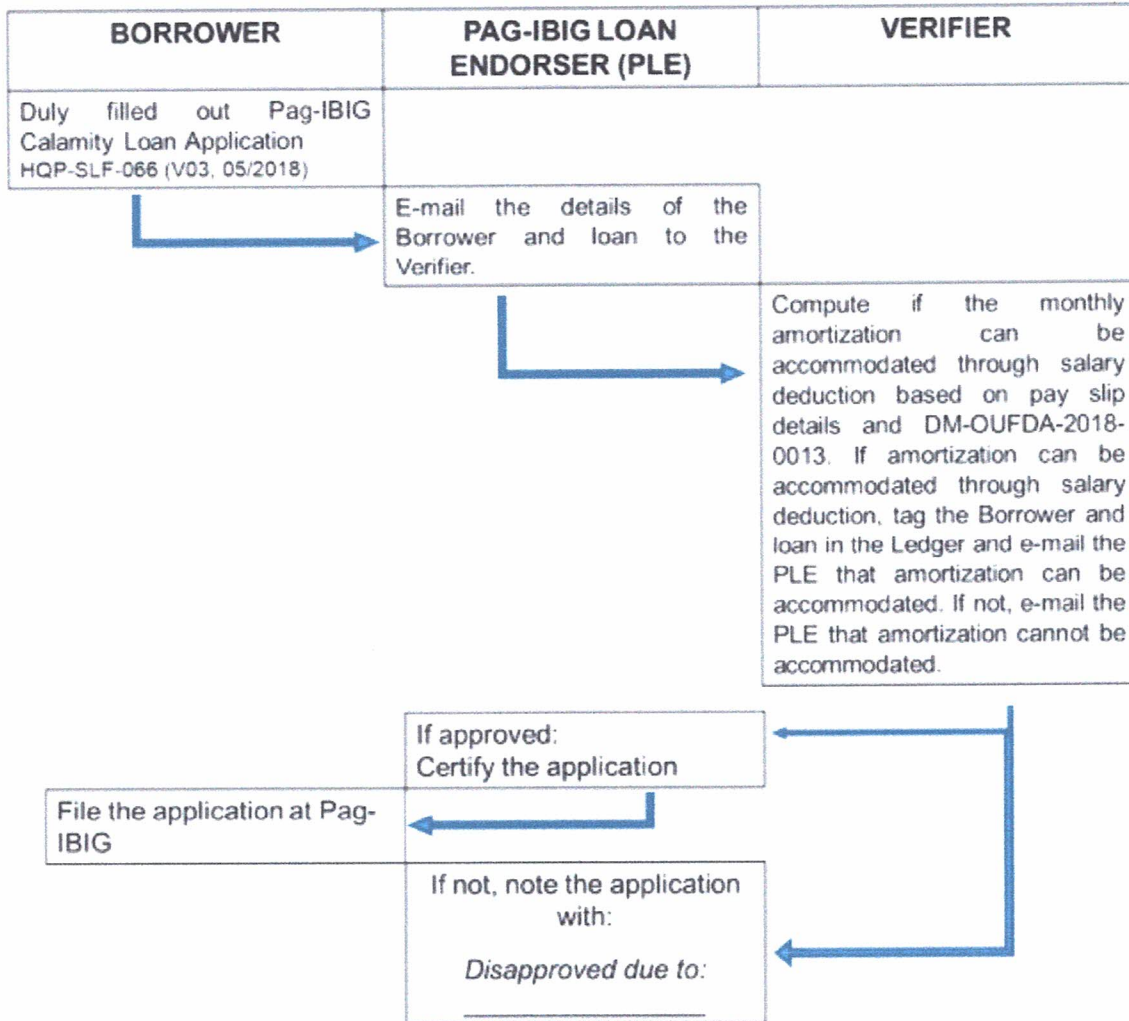 BORROWER
PAG-IBIG LOAN
ENDORSER (PLE)
VERIFIER
Duly filled out Pag-IBIG
Calamity Loan Application
HQP-SLF-066 (V03, 05/2018)
E-mail the details of the
Borrower and loan to the
Verifier.
Compute if the monthly
amortization can be
accommodated through salary
deduction based on pay slip
details and DM-OUFDA-2018-
0013. If amortization can be
accommodated through salary
deduction, tag the Borrower and
loan in the Ledger and e-mail the
PLE that amortization can be
accommodated. If not, e-mail the
PLE that amortization cannot be
accommodated.
If approved:
Certify the application
File the application at Pag-
IBIG
If not, note the application
with:
Disapproved due to: